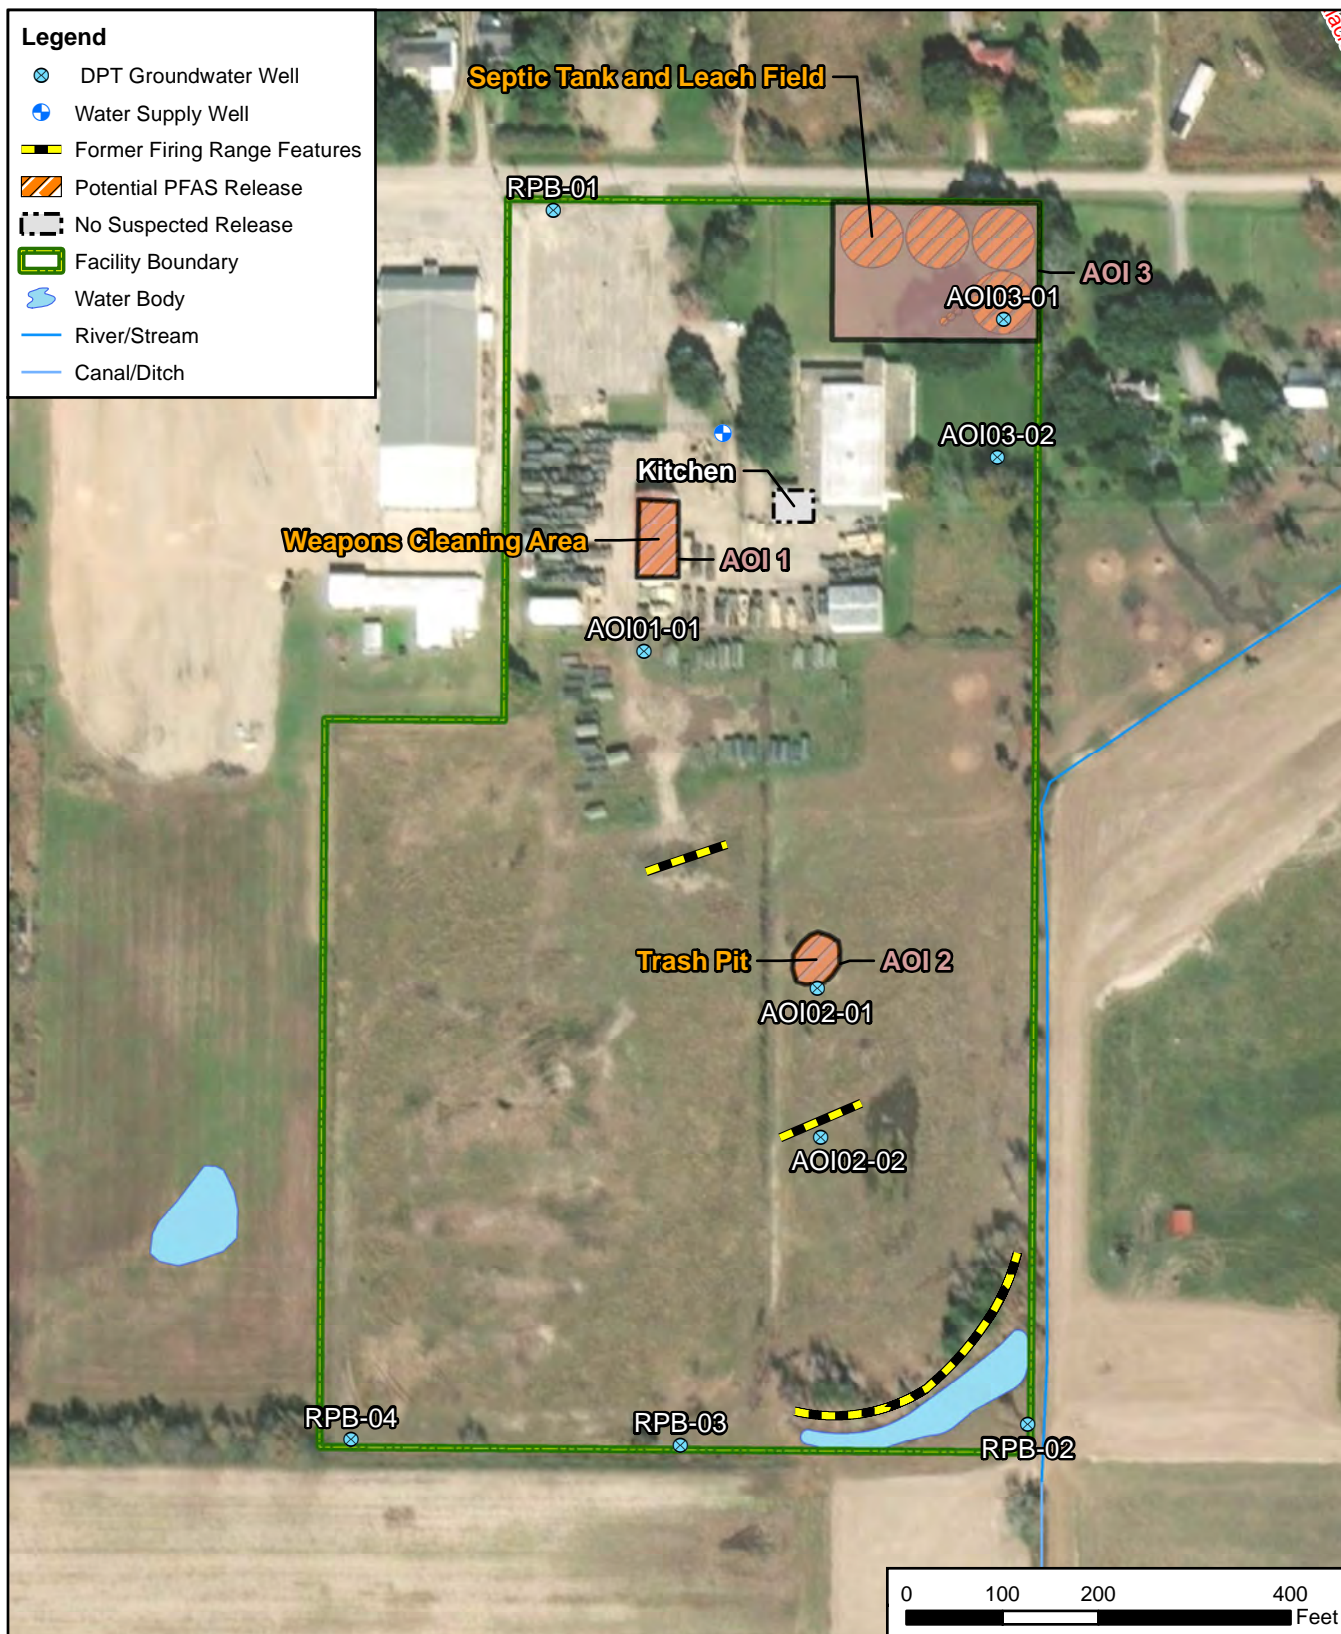 Legend
DPT Groundwater Well
Water Supply Well
Former Firing Range Features
Potential PFAS Release
No Suspected Release
Facility Boundary
Water Body
River/Stream
Canal/Ditch
Septic Tank and Leach Field
RPB-01
AOI 3
AOI03-01
AOI03-02
Kitchen
Weapons Cleaning Area
AOI 1
AOI01-01
Trash Pit
AOI 2
AOI02-01
AOI02-02
RPB-04
RPB-03
RPB-02
0 100 200 400
Feet